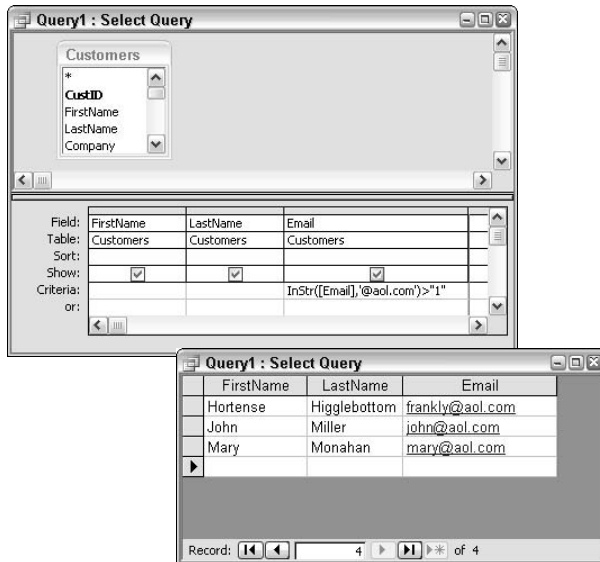 Query1 : Select Query
Customers
*
CustID
FirstName
LastName
Company
Field: FirstName LastName Email
Table: Customers Customers Customers
Sort:
Show:
Criteria: InStr([Email],'@aol.com')>"1"
or:
Query1 : Select Query
FirstName LastName Email
Hortense Higglebottom frankly@aol.com
John Miller john@aol.com
Mary Monahan mary@aol.com
Record: 4 of 4